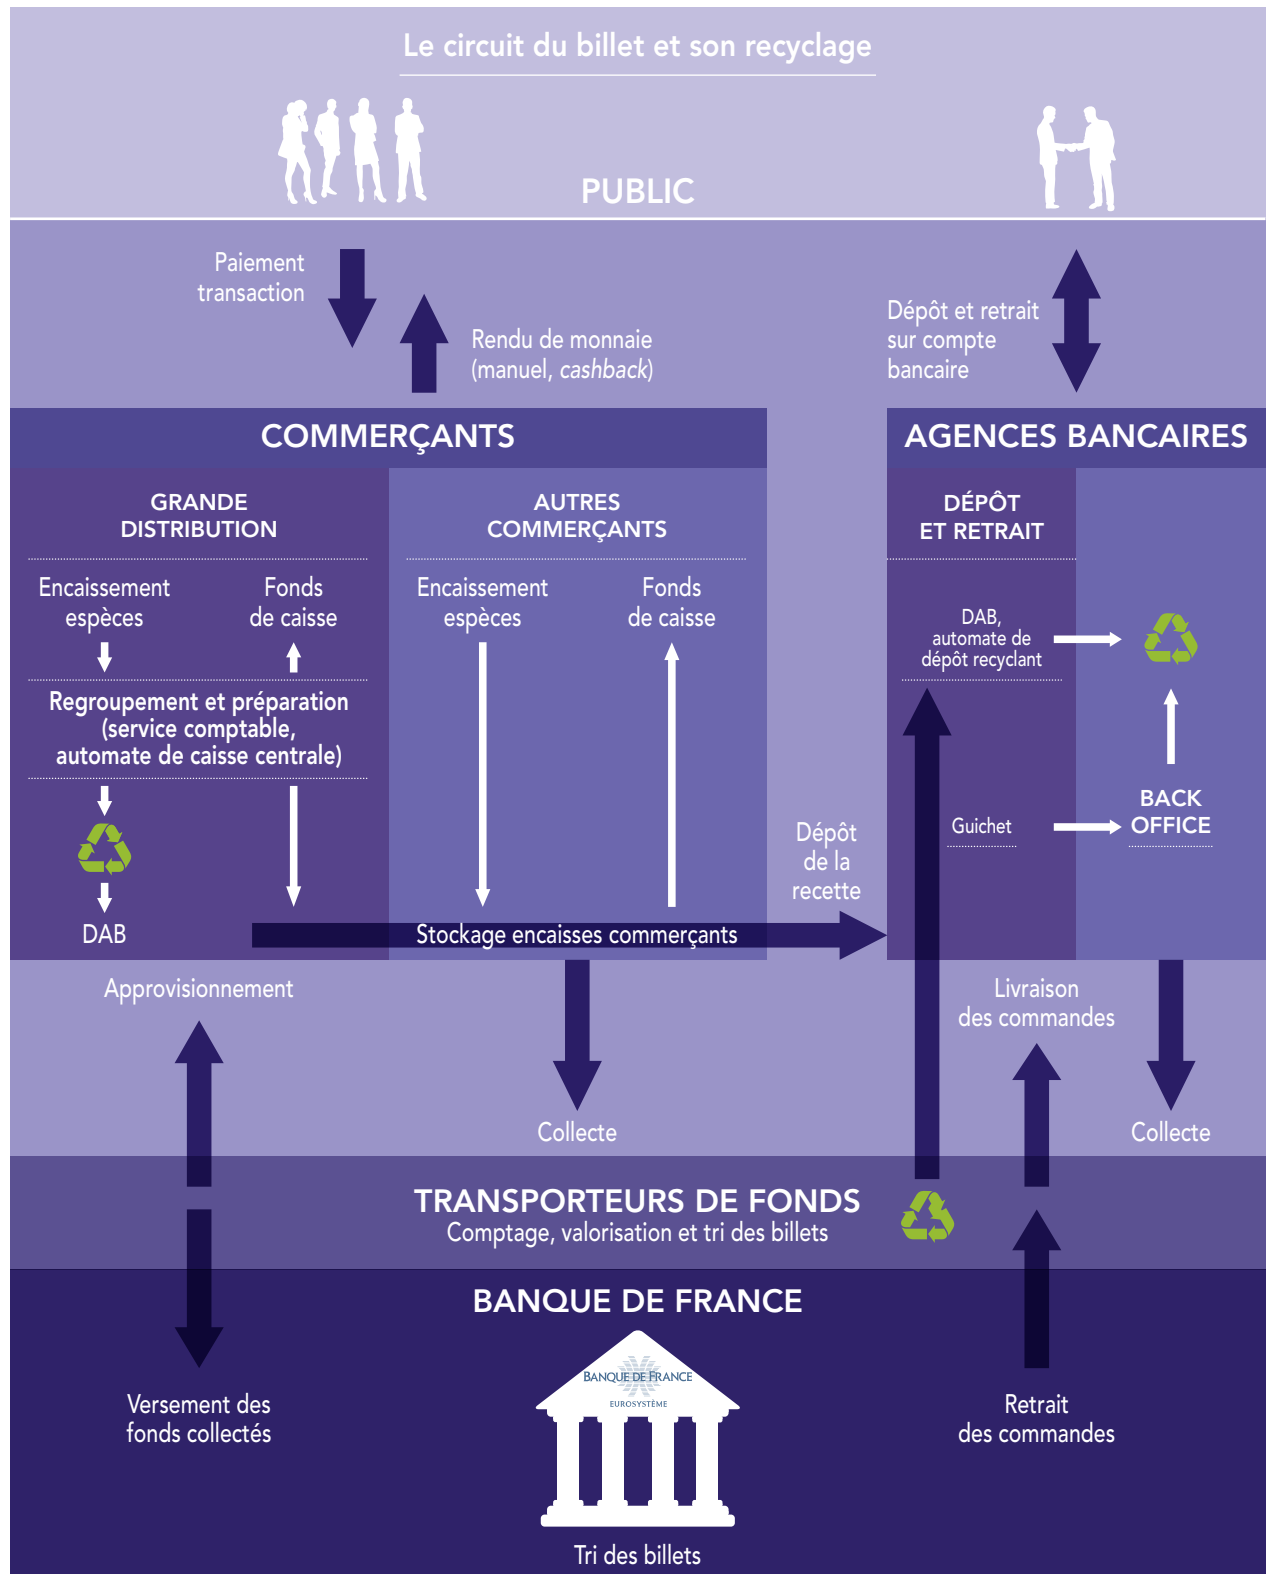 Le circuit du billet et son recyclage
PUBLIC
Paiement
transaction
Rendu de monnaie
(manuel, cashback)
Dépôt et retrait
sur compte
bancaire
COMMERÇANTS
GRANDE
DISTRIBUTION
Encaissement
espèces
Fonds
de caisse
Regroupement et préparation
(service comptable,
automate de caisse centrale)
DAB
AUTRES
COMMERÇANTS
Encaissement
espèces
Fonds
de caisse
Stockage encaisses commerçants
Dépôt
de la
recette
AGENCES BANCAIRES
DÉPÔT
ET RETRAIT
DAB,
automate de
dépôt recyclant
Guichet
BACK
OFFICE
Approvisionnement
Collecte
Livraison
des commandes
Collecte
TRANSPORTEURS DE FONDS
Comptage, valorisation et tri des billets
BANQUE DE FRANCE
BANQUE DE FRANCE
EUROSYSTÈME
Versement des
fonds collectés
Retrait
des commandes
Tri des billets